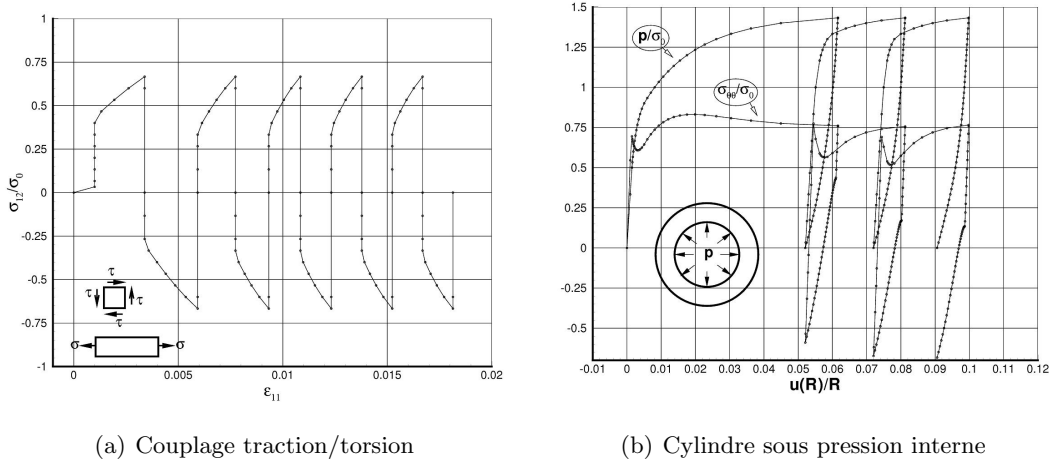 1
0.75
0.5
0.25
0
-0.25
-0.5
-0.75
-1
σ₁₂/σ₀
τ
τ
τ
τ
σ
σ
0
0.005
0.01
0.015
0.02
ε₁₁
(a) Couplage traction/torsion
1.5
1.25
1
0.75
0.5
0.25
0
-0.25
-0.5
p/σ₀
σ_θθ/σ₀
p
-0.01
0
0.01
0.02
0.03
0.04
0.05
0.06
0.07
0.08
0.09
0.1
0.11
0.12
u(R)/R
(b) Cylindre sous pression interne